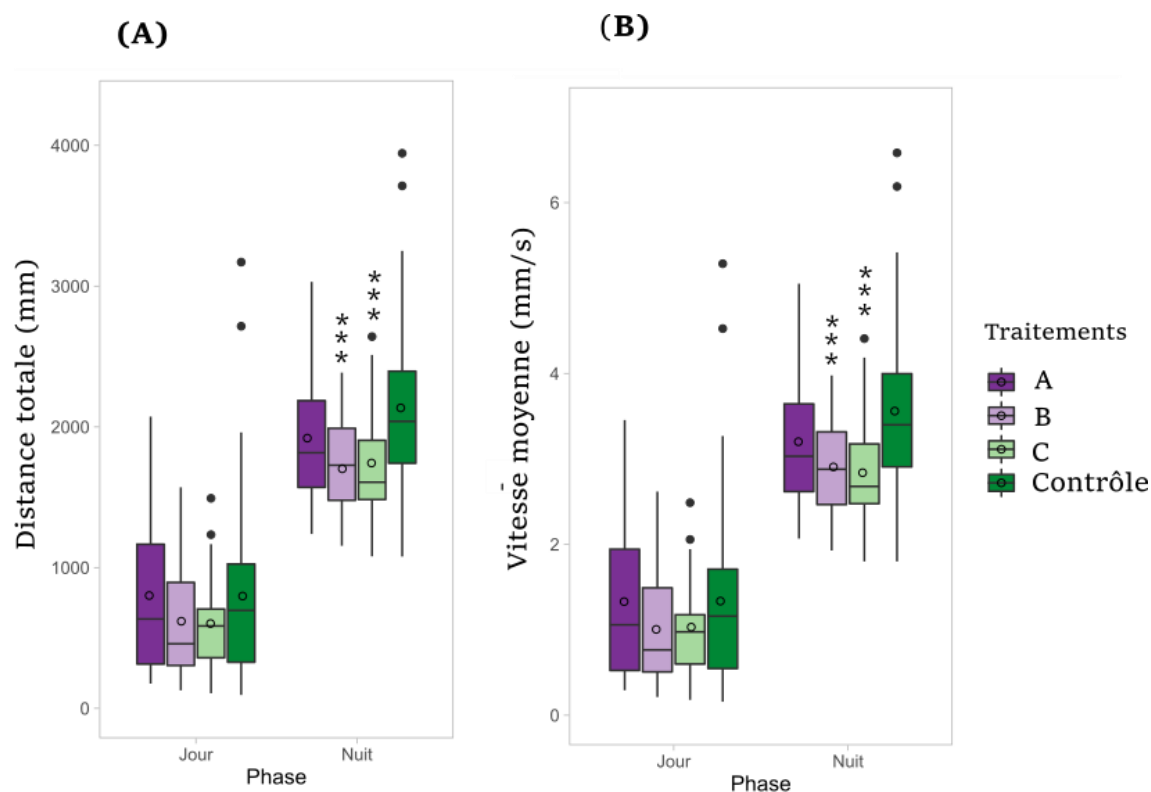 (A)
(B)
Distance totale (mm)
4000
3000
2000
1000
0
***
***
Jour
Nuit
Phase
Vitesse moyenne (mm/s)
6
4
2
0
***
***
Jour
Nuit
Phase
Traitements
A
B
C
Contrôle